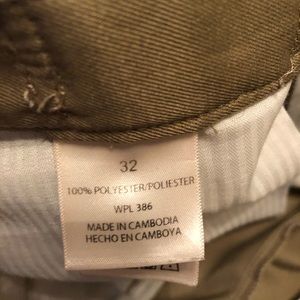 32
100% POLYESTER/POLIESTER
WPL 386
MADE IN CAMBODIA
HECHO EN CAMBOYA